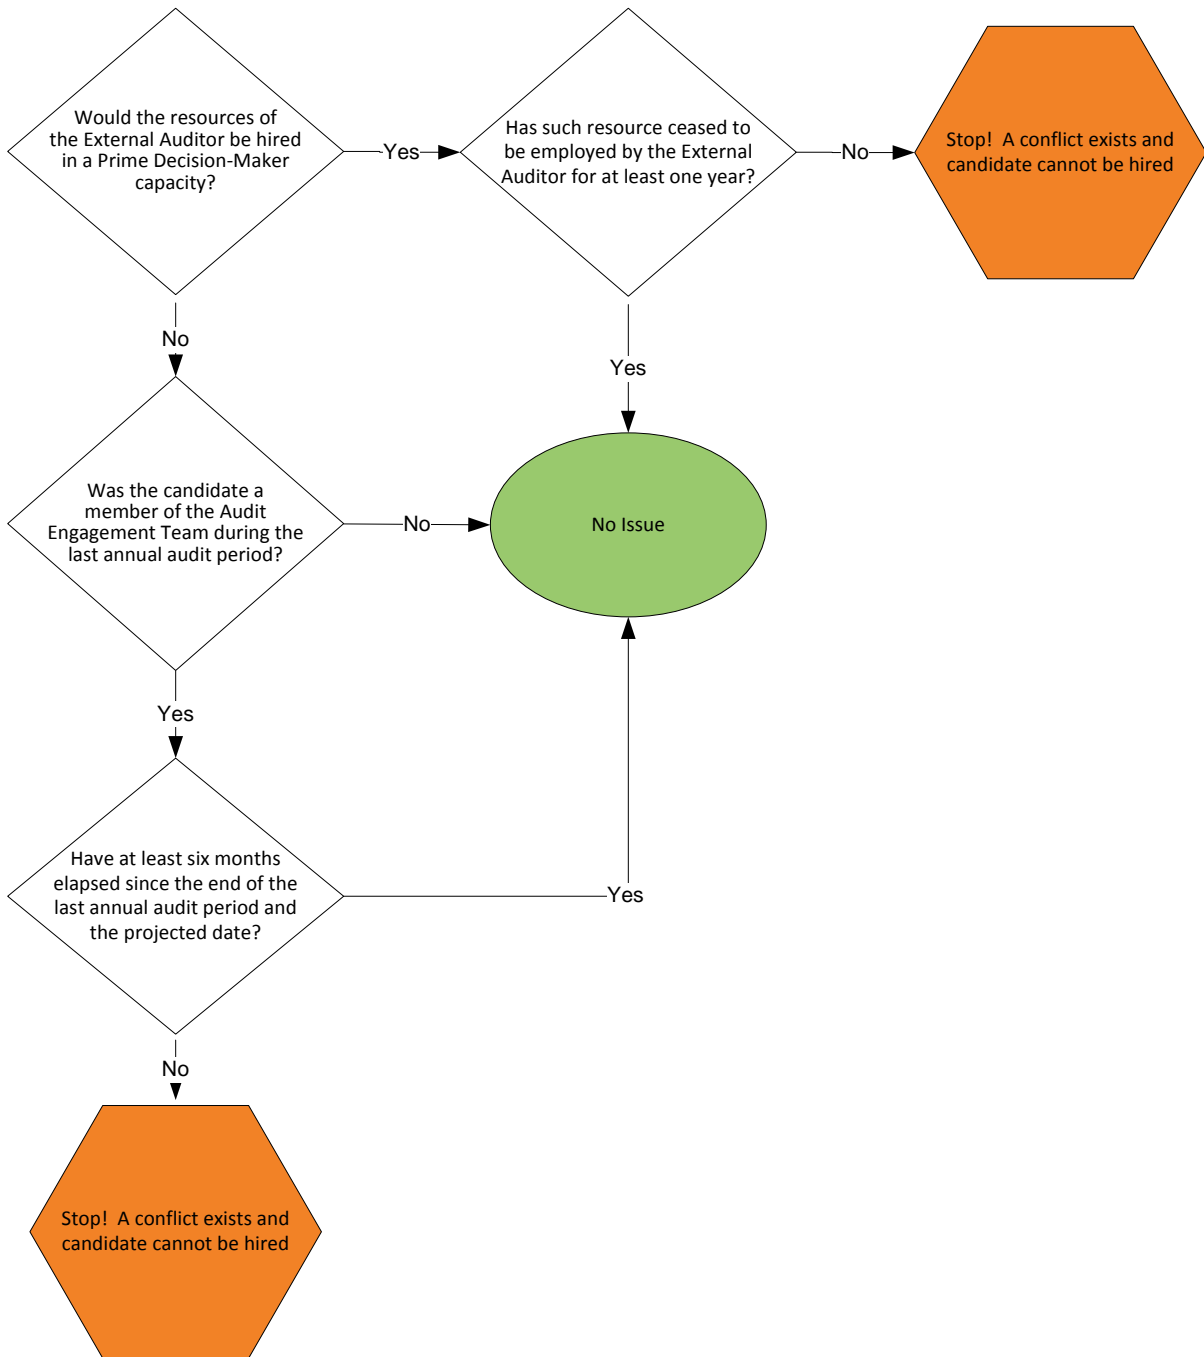 Would the resources of
the External Auditor be hired
in a Prime Decision-Maker
capacity?
Yes
Has such resource ceased to
be employed by the External
Auditor for at least one year?
No
Stop!  A conflict exists and
candidate cannot be hired
No
Yes
Was the candidate a
member of the Audit
Engagement Team during the
last annual audit period?
No
No Issue
Yes
Have at least six months
elapsed since the end of the
last annual audit period and
the projected date?
Yes
No
Stop!  A conflict exists and
candidate cannot be hired